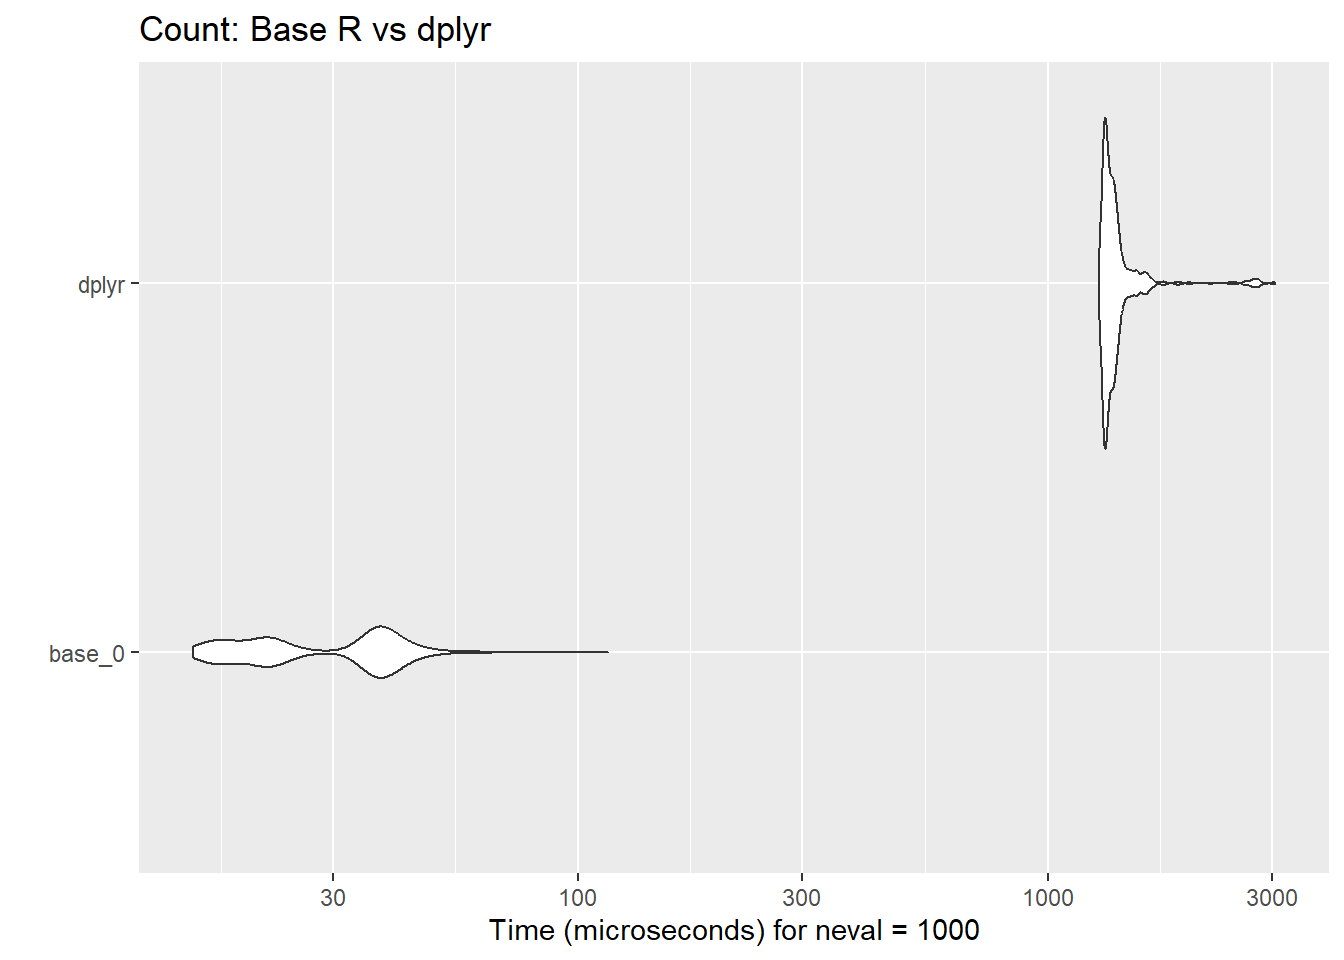 Count: Base R vs dplyr
dplyr
base_0
30 100 300 1000 3000
Time (microseconds) for neval = 1000